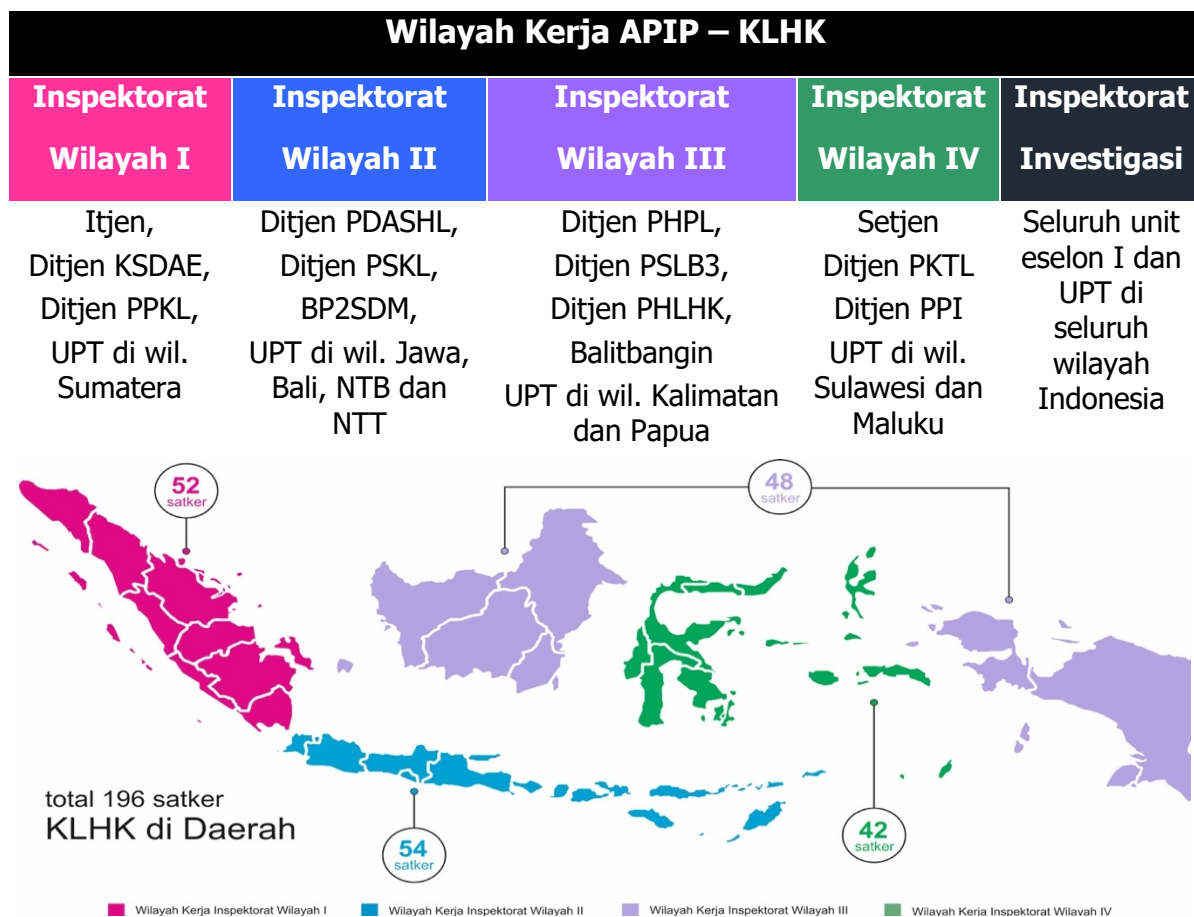 Wilayah Kerja APIP – KLHK
Inspektorat
Wilayah I
Inspektorat
Wilayah II
Inspektorat
Wilayah III
Inspektorat
Wilayah IV
Inspektorat
Investigasi
Itjen,
Ditjen KSDAE,
Ditjen PPKL,
UPT di wil.
Sumatera
Ditjen PDASHL,
Ditjen PSKL,
BP2SDM,
UPT di wil. Jawa,
Bali, NTB dan
NTT
Ditjen PHPL,
Ditjen PSLB3,
Ditjen PHLHK,
Balitbangin
UPT di wil. Kalimatan
dan Papua
Setjen
Ditjen PKTL
Ditjen PPI
UPT di wil.
Sulawesi dan
Maluku
Seluruh unit
eselon I dan
UPT di
seluruh
wilayah
Indonesia
52
satker
48
satker
total 196 satker
KLHK di Daerah
54
satker
42
satker
Wilayah Kerja Inspektorat Wilayah I
Wilayah Kerja Inspektorat Wilayah II
Wilayah Kerja Inspektorat Wilayah III
Wilayah Kerja Inspektorat Wilayah IV